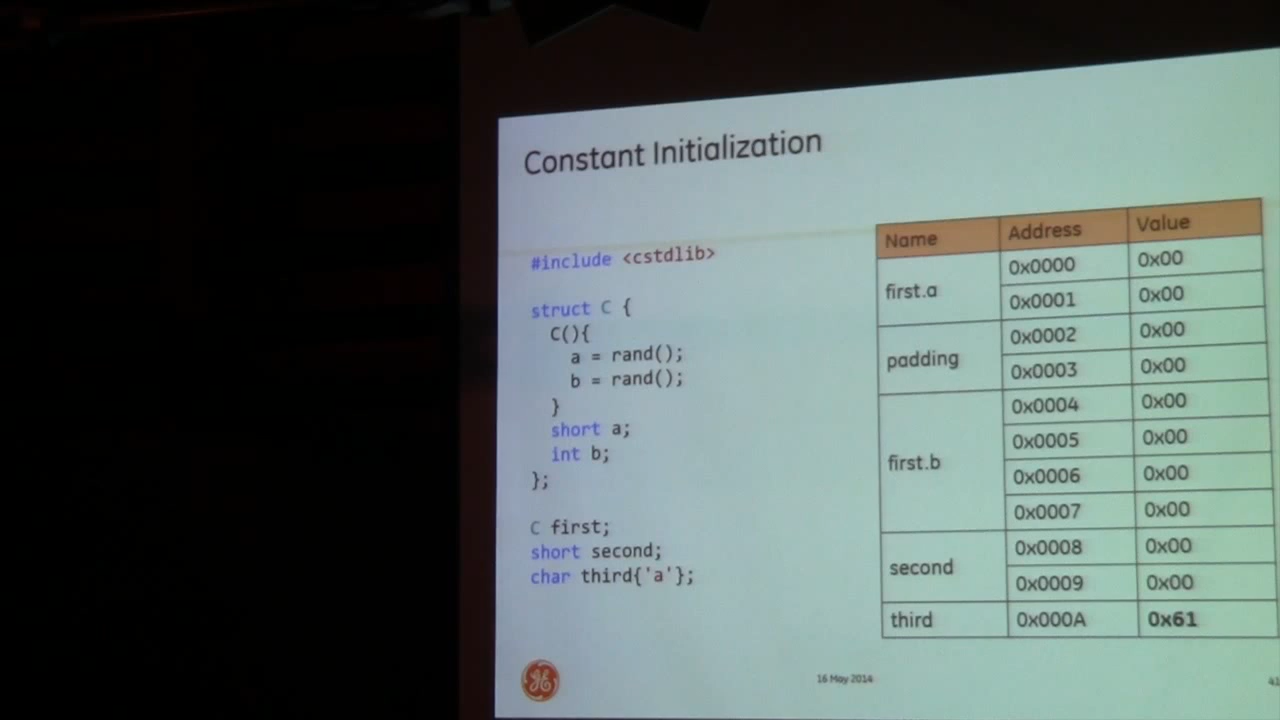 Constant Initialization
#include <cstdlib>
struct C {
C(){
a = rand();
b = rand();
}
short a;
int b;
};
C first;
short second;
char third{'a'};
Name Address Value
first.a 0x0000 0x00
0x0001 0x00
padding 0x0002 0x00
0x0003 0x00
first.b 0x0004 0x00
0x0005 0x00
0x0006 0x00
0x0007 0x00
second 0x0008 0x00
0x0009 0x00
third 0x000A 0x61
GE
16 May 2014